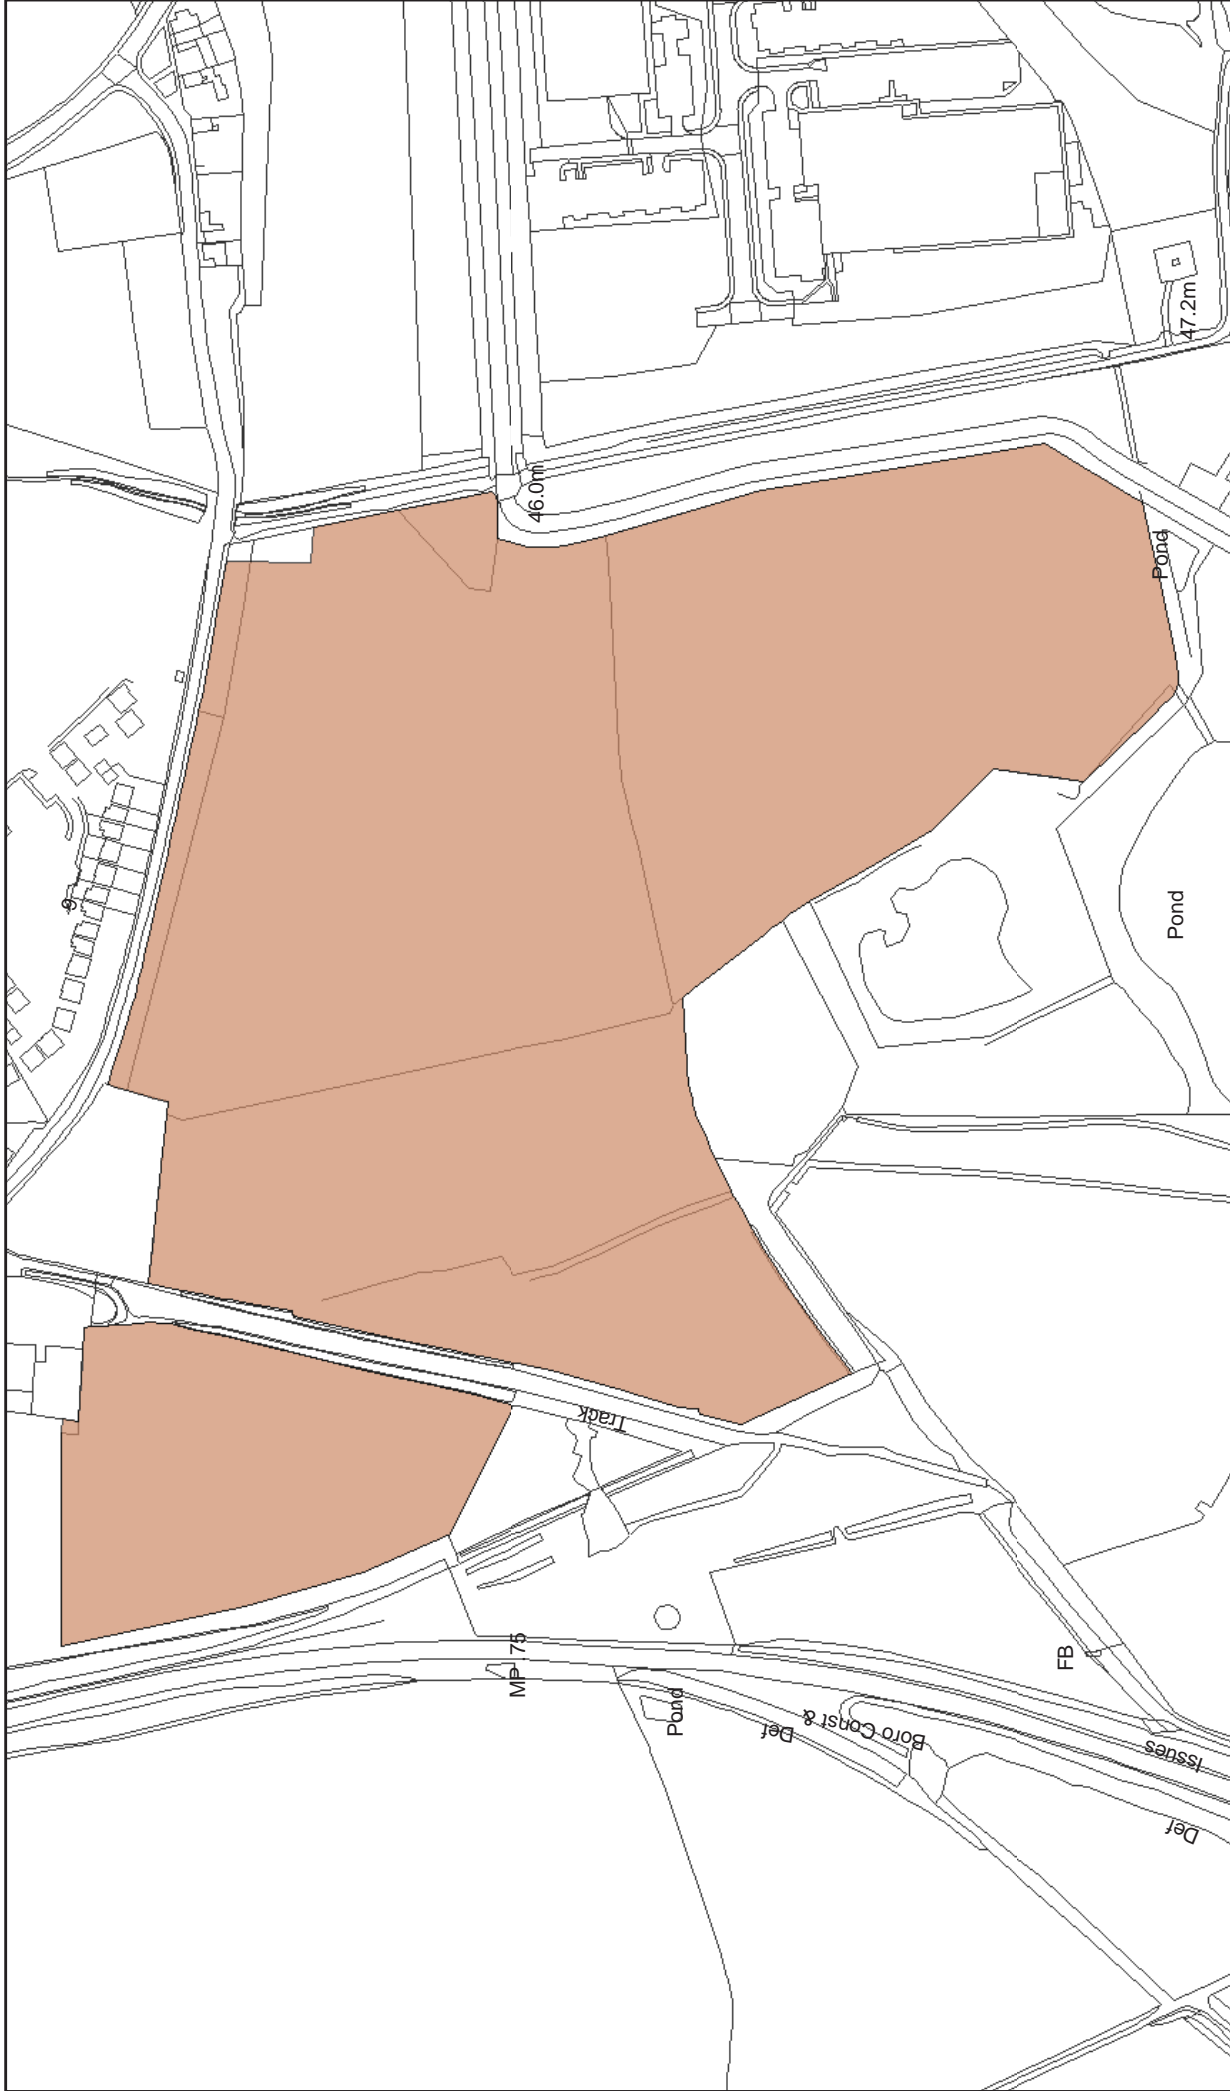 47.2m
46.0m
Pond
9
Pond
Track
MP .75
Pond
Def
Boro Const &
FB
Issues
Def